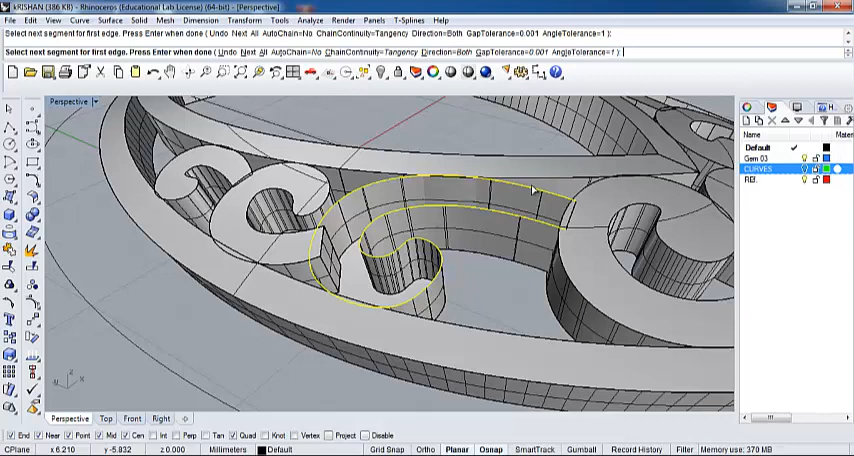 kRISHAN (386 KB) - Rhinoceros (Educational Lab License) (64-bit) - [Perspective]
File Edit View Curve Surface Solid Mesh Dimension Transform Tools Analyze Render Panels T-Splines Help
Select next segment for first edge. Press Enter when done ( Undo Next All AutoChain=No ChainContinuity=Tangency Direction=Both GapTolerance=0.001 AngleTolerance=1 ):
Select next segment for first edge. Press Enter when done ( Undo Next All AutoChain=No ChainContinuity=Tangency Direction=Both GapTolerance=0.001 AngleTolerance=1 ):
Perspective
H...
Name Mater
Default
Gem 03
CURVES
REF.
z
x
Perspective Top Front Right
End Near Point Mid Cen Int Perp Tan Quad Knot Vertex Project Disable
CPlane x 6.210 y -5.832 z 0.000 Millimeters Default Grid Snap Ortho Planar Osnap SmartTrack Gumball Record History Filter Memory use: 370 MB